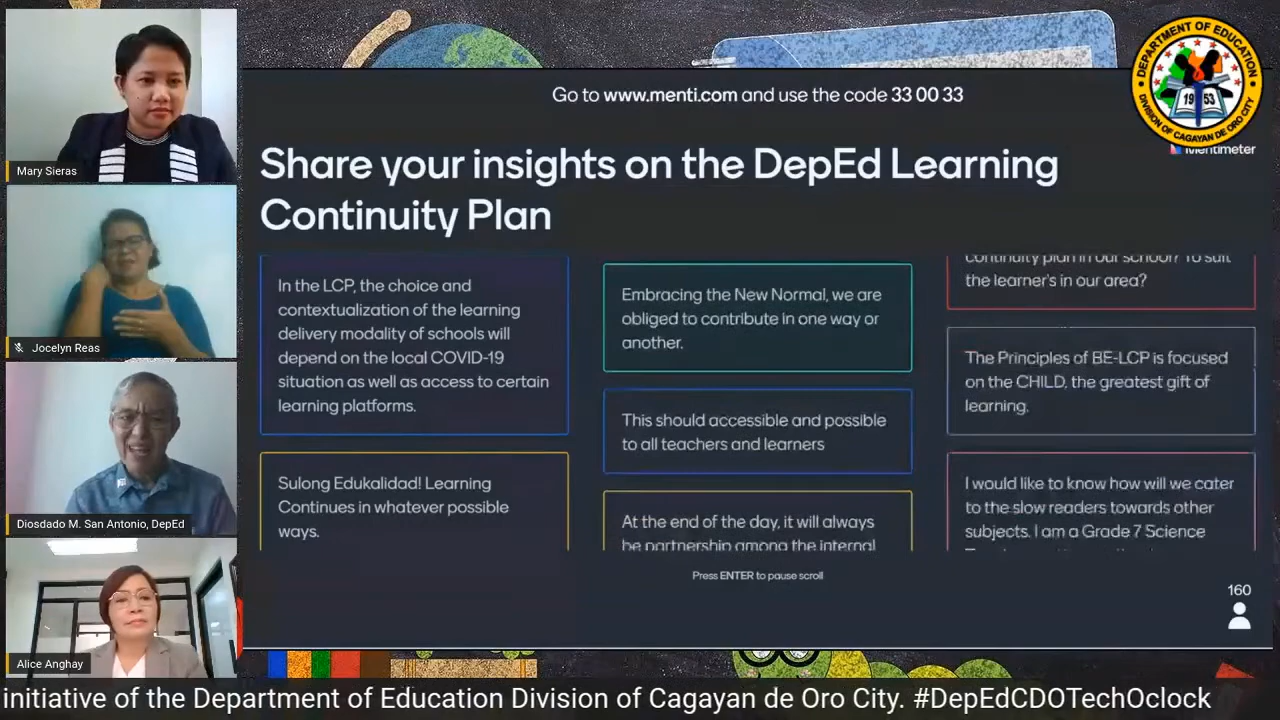 Mary Sieras
Jocelyn Reas
Diosdado M. San Antonio, DepEd
Alice Anghay
Go to www.menti.com and use the code 33 00 33
DEPARTMENT OF EDUCATION
1953
DIVISION OF CAGAYAN DE ORO CITY
Mentimeter
Share your insights on the DepEd Learning
Continuity Plan
In the LCP, the choice and
contextualization of the learning
delivery modality of schools will
depend on the local COVID-19
situation as well as access to certain
learning platforms.
Sulong Edukalidad! Learning
Continues in whatever possible
ways.
Embracing the New Normal, we are
obliged to contribute in one way or
another.
This should accessible and possible
to all teachers and learners
At the end of the day, it will always
be partnership among the internal
continuity plan in our school? To suit
the learner's in our area?
The Principles of BE-LCP is focused
on the CHILD, the greatest gift of
learning.
I would like to know how will we cater
to the slow readers towards other
subjects. I am a Grade 7 Science
Press ENTER to pause scroll
160
initiative of the Department of Education Division of Cagayan de Oro City. #DepEdCDOTechOclock